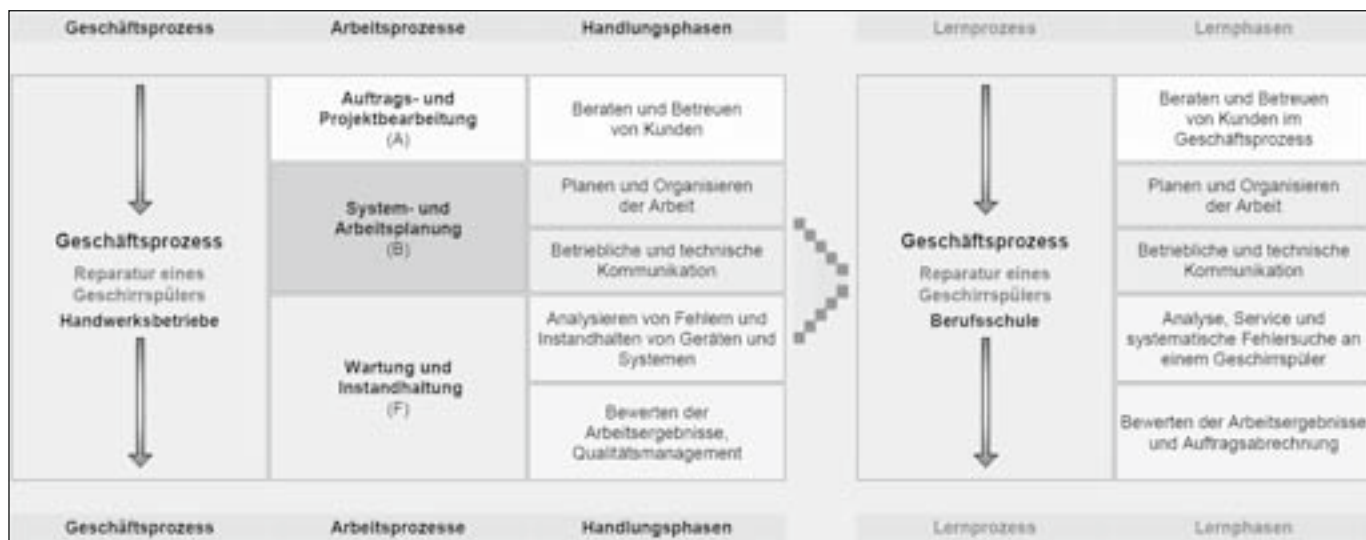 Geschäftsprozess
Arbeitsprozesse
Handlungsphasen
Lernprozess
Lernphasen
Geschäftsprozess
Reparatur eines
Geschirrspülers
Handwerksbetriebe
Auftrags- und
Projektbearbeitung
(A)
System- und
Arbeitsplanung
(B)
Wartung und
Instandhaltung
(F)
Beraten und Betreuen
von Kunden
Planen und Organisieren
der Arbeit
Betriebliche und technische
Kommunikation
Analysieren von Fehlern und
Instandhalten von Geräten und
Systemen
Bewerten der
Arbeitsergebnisse,
Qualitätsmanagement
Geschäftsprozess
Reparatur eines
Geschirrspülers
Berufsschule
Beraten und Betreuen
von Kunden im
Geschäftsprozess
Planen und Organisieren
der Arbeit
Betriebliche und technische
Kommunikation
Analyse, Service und
systematische Fehlersuche an
einem Geschirrspüler
Bewerten der Arbeitsergebnisse
und Auftragsabrechnung
Geschäftsprozess
Arbeitsprozesse
Handlungsphasen
Lernprozess
Lernphasen